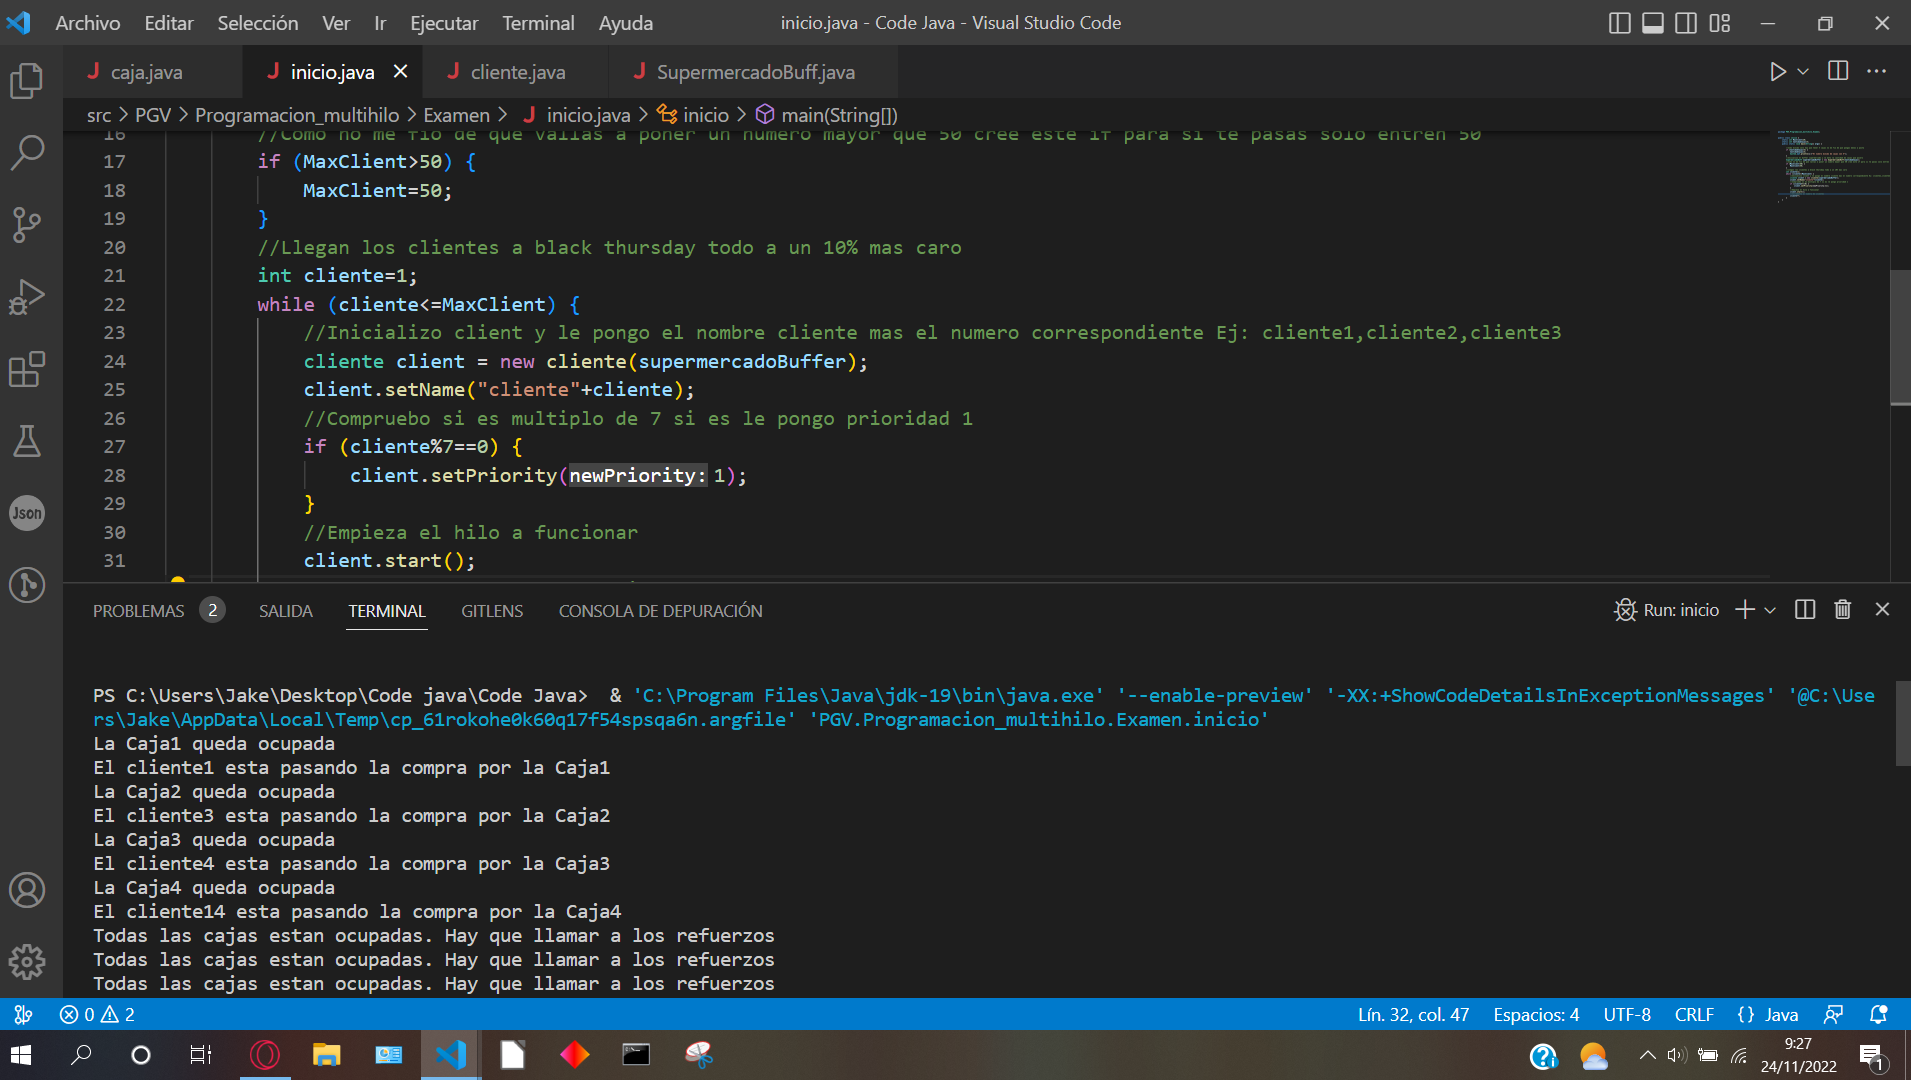 Archivo Editar Selección Ver Ir Ejecutar Terminal Ayuda inicio.java - Code Java - Visual Studio Code
J caja.java J inicio.java J cliente.java J SupermercadoBuff.java
src > PGV > Programacion_multihilo > Examen > J inicio.java > inicio > main(String[])
16 //Como no me fio de que vallas a poner un numero mayor que 50 cree este if para si te pasas solo entren 50
17 if (MaxClient>50) {
18 MaxClient=50;
19 }
20 //Llegan los clientes a black thursday todo a un 10% mas caro
21 int cliente=1;
22 while (cliente<=MaxClient) {
23 //Inicializo client y le pongo el nombre cliente mas el numero correspondiente Ej: cliente1,cliente2,cliente3
24 cliente client = new cliente(supermercadoBuffer);
25 client.setName("cliente"+cliente);
26 //Compruebo si es multiplo de 7 si es le pongo prioridad 1
27 if (cliente%7==0) {
28 client.setPriority(newPriority: 1);
29 }
30 //Empieza el hilo a funcionar
31 client.start();
Json
PROBLEMAS 2 SALIDA TERMINAL GITLENS CONSOLA DE DEPURACIÓN Run: inicio
PS C:\Users\Jake\Desktop\Code java\Code Java>  & 'C:\Program Files\Java\jdk-19\bin\java.exe' '--enable-preview' '-XX:+ShowCodeDetailsInExceptionMessages' '@C:\Use
rs\Jake\AppData\Local\Temp\cp_61rokohe0k60q17f54spsqa6n.argfile' 'PGV.Programacion_multihilo.Examen.inicio'
La Caja1 queda ocupada
El cliente1 esta pasando la compra por la Caja1
La Caja2 queda ocupada
El cliente3 esta pasando la compra por la Caja2
La Caja3 queda ocupada
El cliente4 esta pasando la compra por la Caja3
La Caja4 queda ocupada
El cliente14 esta pasando la compra por la Caja4
Todas las cajas estan ocupadas. Hay que llamar a los refuerzos
Todas las cajas estan ocupadas. Hay que llamar a los refuerzos
Todas las cajas estan ocupadas. Hay que llamar a los refuerzos
0 2 Lín. 32, col. 47 Espacios: 4 UTF-8 CRLF {} Java
9:27
24/11/2022
1